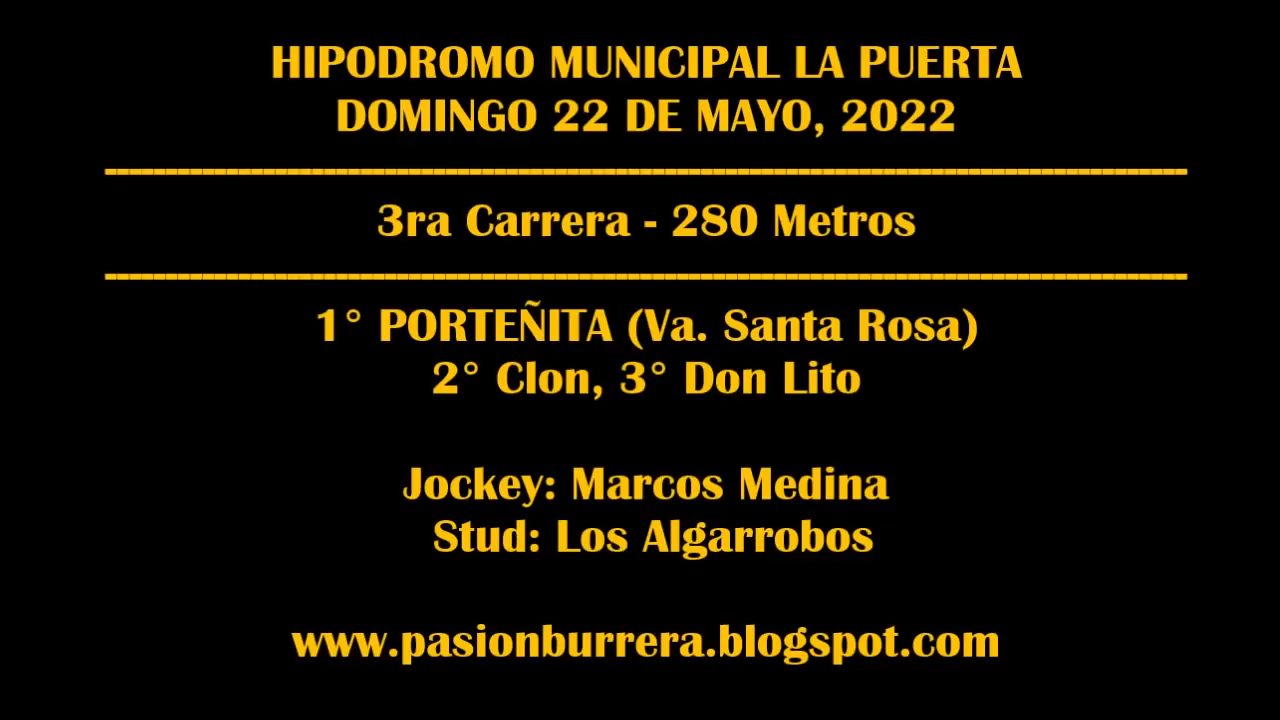 HIPODROMO MUNICIPAL LA PUERTA
DOMINGO 22 DE MAYO, 2022
3ra Carrera - 280 Metros
1° PORTEÑITA (Va. Santa Rosa)
2° Clon, 3° Don Lito
Jockey: Marcos Medina
Stud: Los Algarrobos
www.pasionburrera.blogspot.com